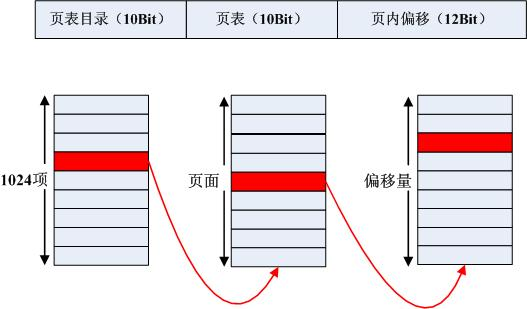 页表目录（10Bit）
页表（10Bit）
页内偏移（12Bit）
1024项
页面
偏移量